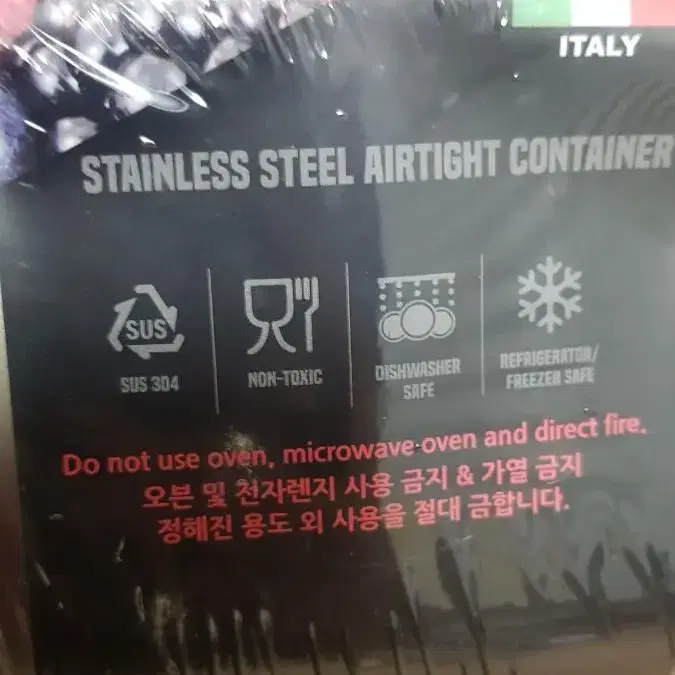 ITALY
STAINLESS STEEL AIRTIGHT CONTAINER
SUS
SUS 304
NON-TOXIC
DISHWASHER
SAFE
REFRIGERATOR/
FREEZER SAFE
Do not use oven, microwave oven and direct fire.
오븐 및 전자렌지 사용 금지 & 가열 금지
정해진 용도 외 사용을 절대 금합니다.